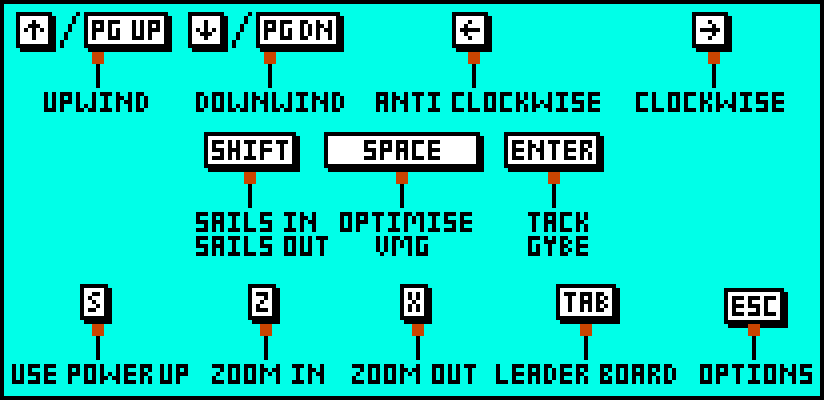 ↑ / PG UP ↓ / PG DN ← →
UPWIND DOWNWIND ANTI CLOCKWISE CLOCKWISE
SHIFT SPACE ENTER
SAILS IN OPTIMISE TACK
SAILS OUT VMG GYBE
S Z X TAB ESC
USE POWER UP ZOOM IN ZOOM OUT LEADER BOARD OPTIONS